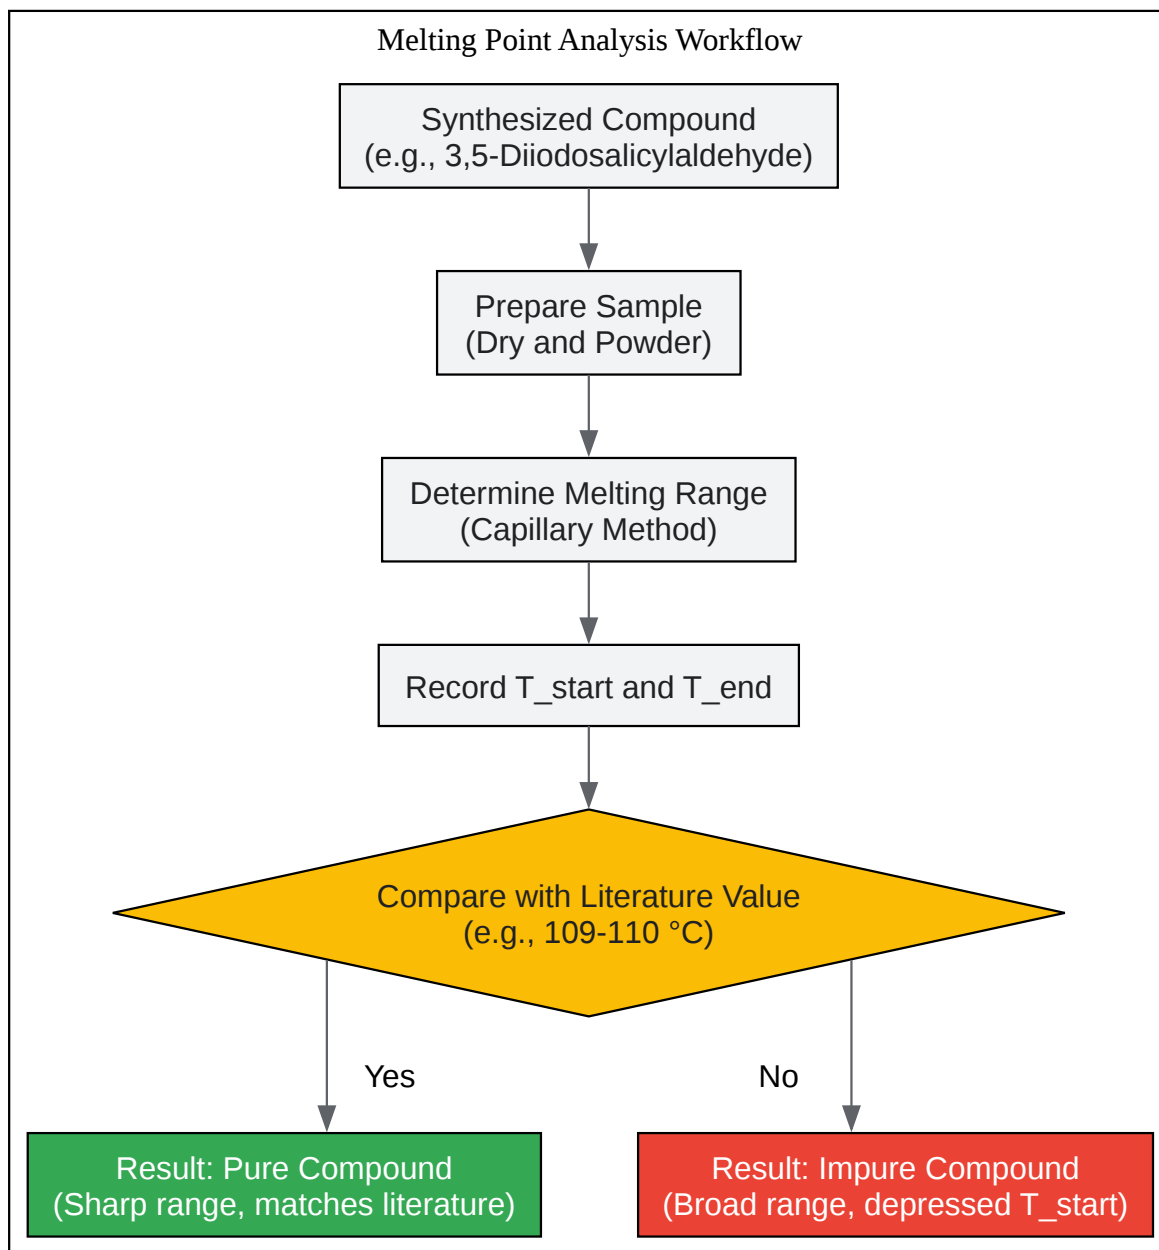 Melting Point Analysis Workflow
Synthesized Compound
(e.g., 3,5-Diiodosalicylaldehyde)
Prepare Sample
(Dry and Powder)
Determine Melting Range
(Capillary Method)
Record T_start and T_end
Compare with Literature Value
(e.g., 109-110 °C)
Yes
No
Result: Pure Compound
(Sharp range, matches literature)
Result: Impure Compound
(Broad range, depressed T_start)